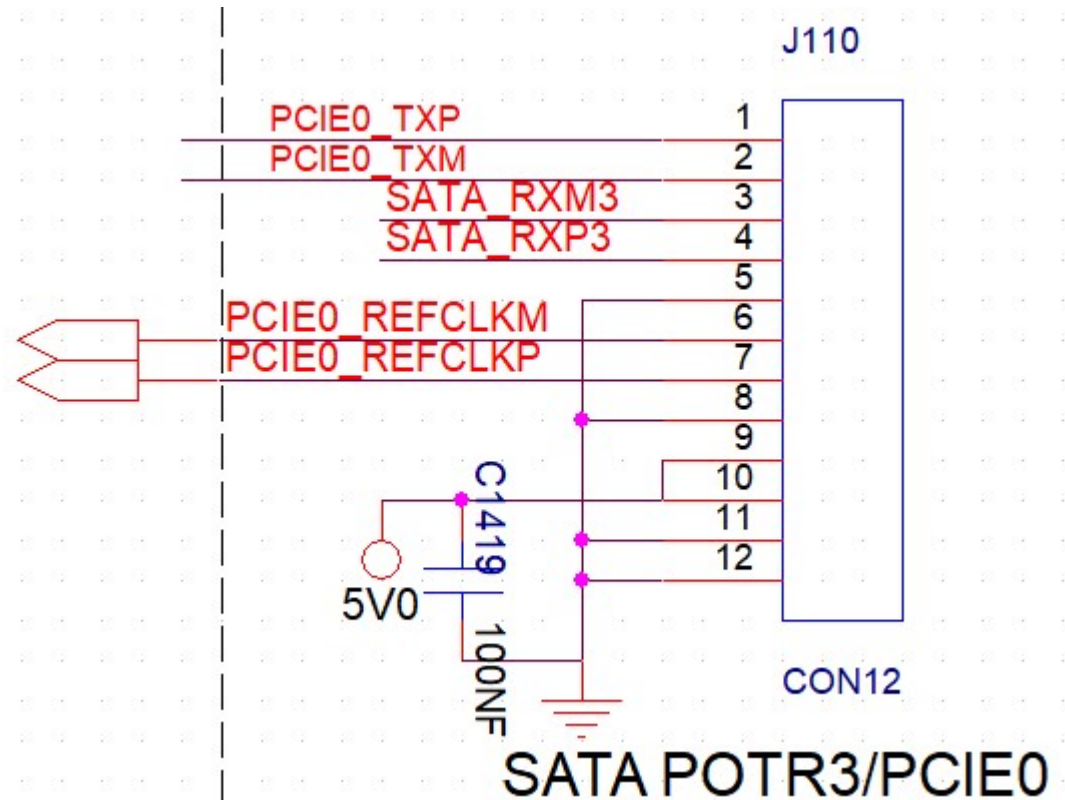 J110
PCIE0_TXP 1
PCIE0_TXM 2
SATA_RXM3 3
SATA_RXP3 4
5
PCIE0_REFCLKM 6
PCIE0_REFCLKP 7
8
9
10
11
12
C1419
5V0
100NF
CON12
SATA POTR3/PCIE0